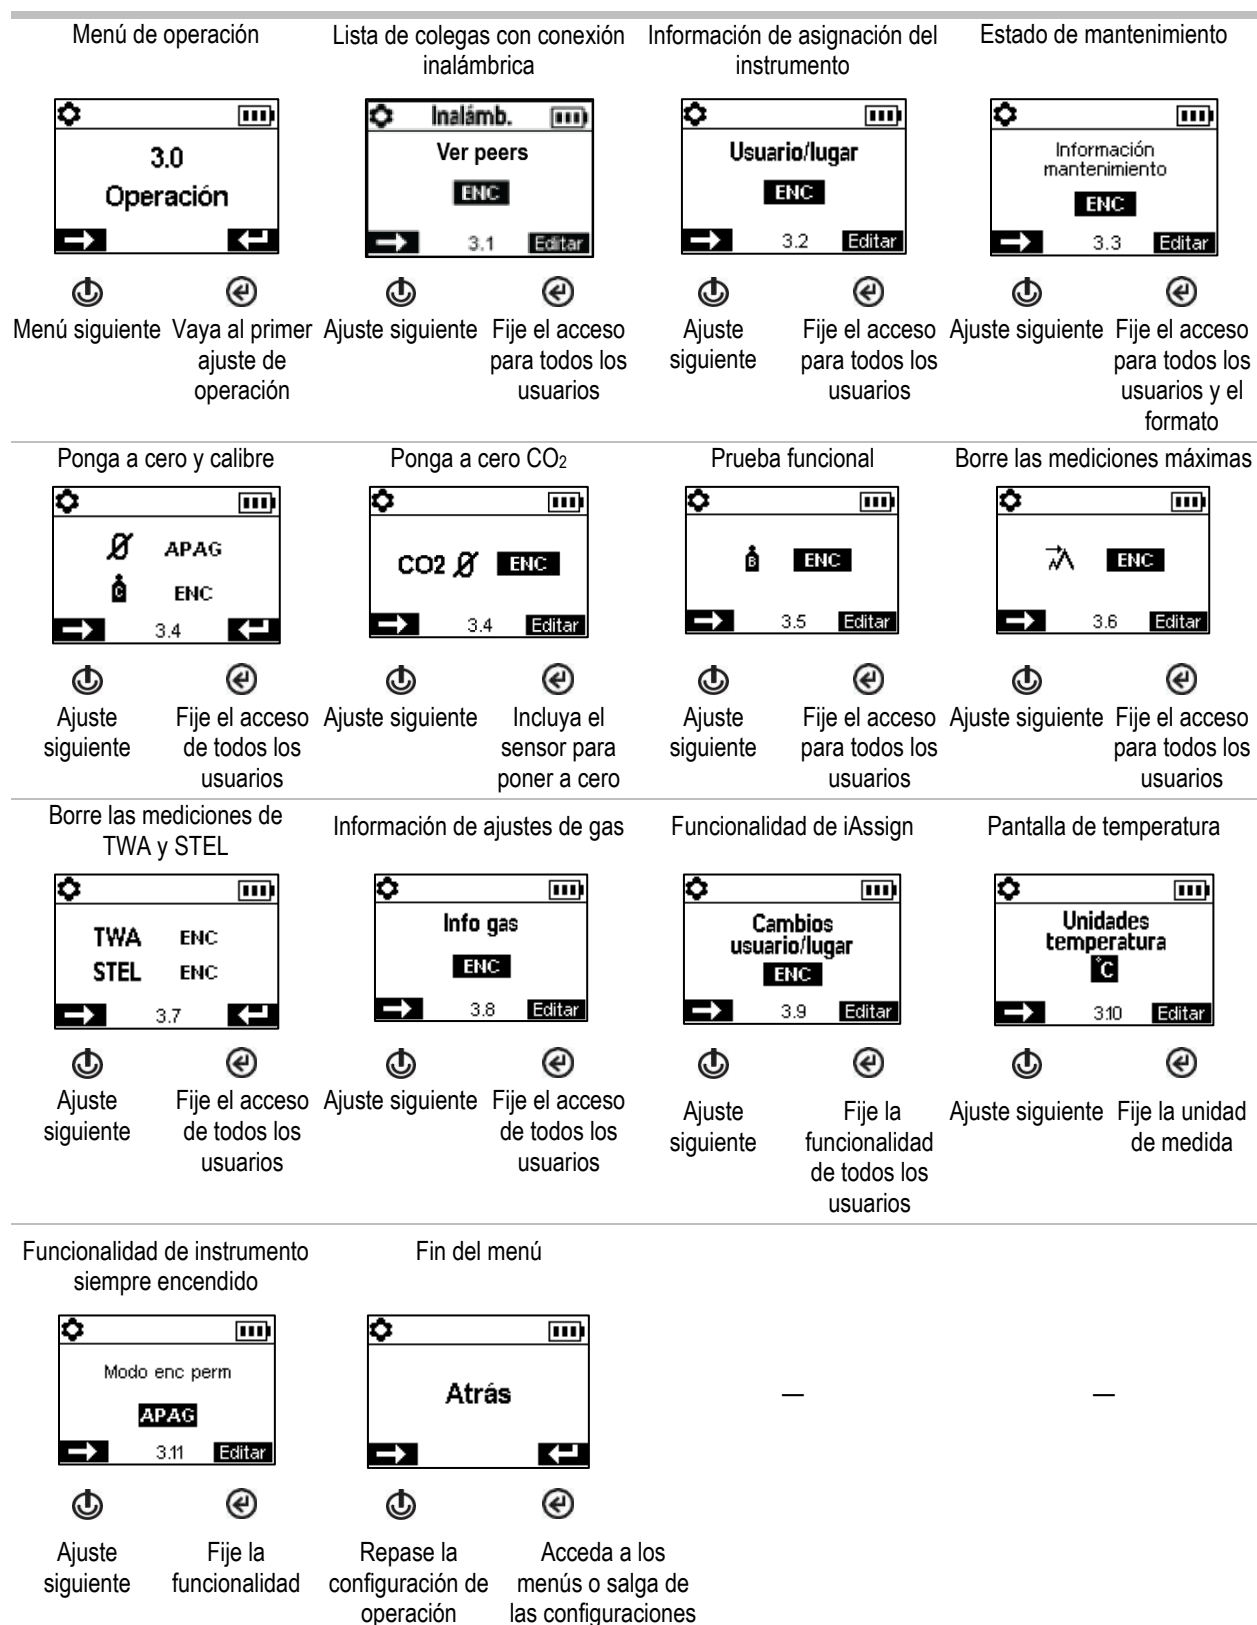 Menú de operación
Lista de colegas con conexión
inalámbrica
Información de asignación del
instrumento
Estado de mantenimiento
3.0
Operación
Inalámb.
Ver peers
ENC
3.1 Editar
Usuario/lugar
ENC
3.2 Editar
Información
mantenimiento
ENC
3.3 Editar
Menú siguiente
Vaya al primer
ajuste de
operación
Ajuste siguiente
Fije el acceso
para todos los
usuarios
Ajuste
siguiente
Fije el acceso
para todos los
usuarios
Ajuste siguiente
Fije el acceso
para todos los
usuarios y el
formato
Ponga a cero y calibre
Ponga a cero CO2
Prueba funcional
Borre las mediciones máximas
APAG
C ENC
3.4
CO2 ENC
3.4 Editar
B ENC
3.5 Editar
ENC
3.6 Editar
Ajuste
siguiente
Fije el acceso
de todos los
usuarios
Ajuste siguiente
Incluya el
sensor para
poner a cero
Ajuste
siguiente
Fije el acceso
para todos los
usuarios
Ajuste siguiente
Fije el acceso
para todos los
usuarios
Borre las mediciones de
TWA y STEL
Información de ajustes de gas
Funcionalidad de iAssign
Pantalla de temperatura
TWA ENC
STEL ENC
3.7
Info gas
ENC
3.8 Editar
Cambios
usuario/lugar
ENC
3.9 Editar
Unidades
temperatura
°C
3.10 Editar
Ajuste
siguiente
Fije el acceso
de todos los
usuarios
Ajuste siguiente
Fije el acceso
de todos los
usuarios
Ajuste
siguiente
Fije la
funcionalidad
de todos los
usuarios
Ajuste siguiente
Fije la unidad
de medida
Funcionalidad de instrumento
siempre encendido
Fin del menú
Modo enc perm
APAG
3.11 Editar
Atrás
—
—
Ajuste
siguiente
Fije la
funcionalidad
Repase la
configuración de
operación
Acceda a los
menús o salga de
las configuraciones